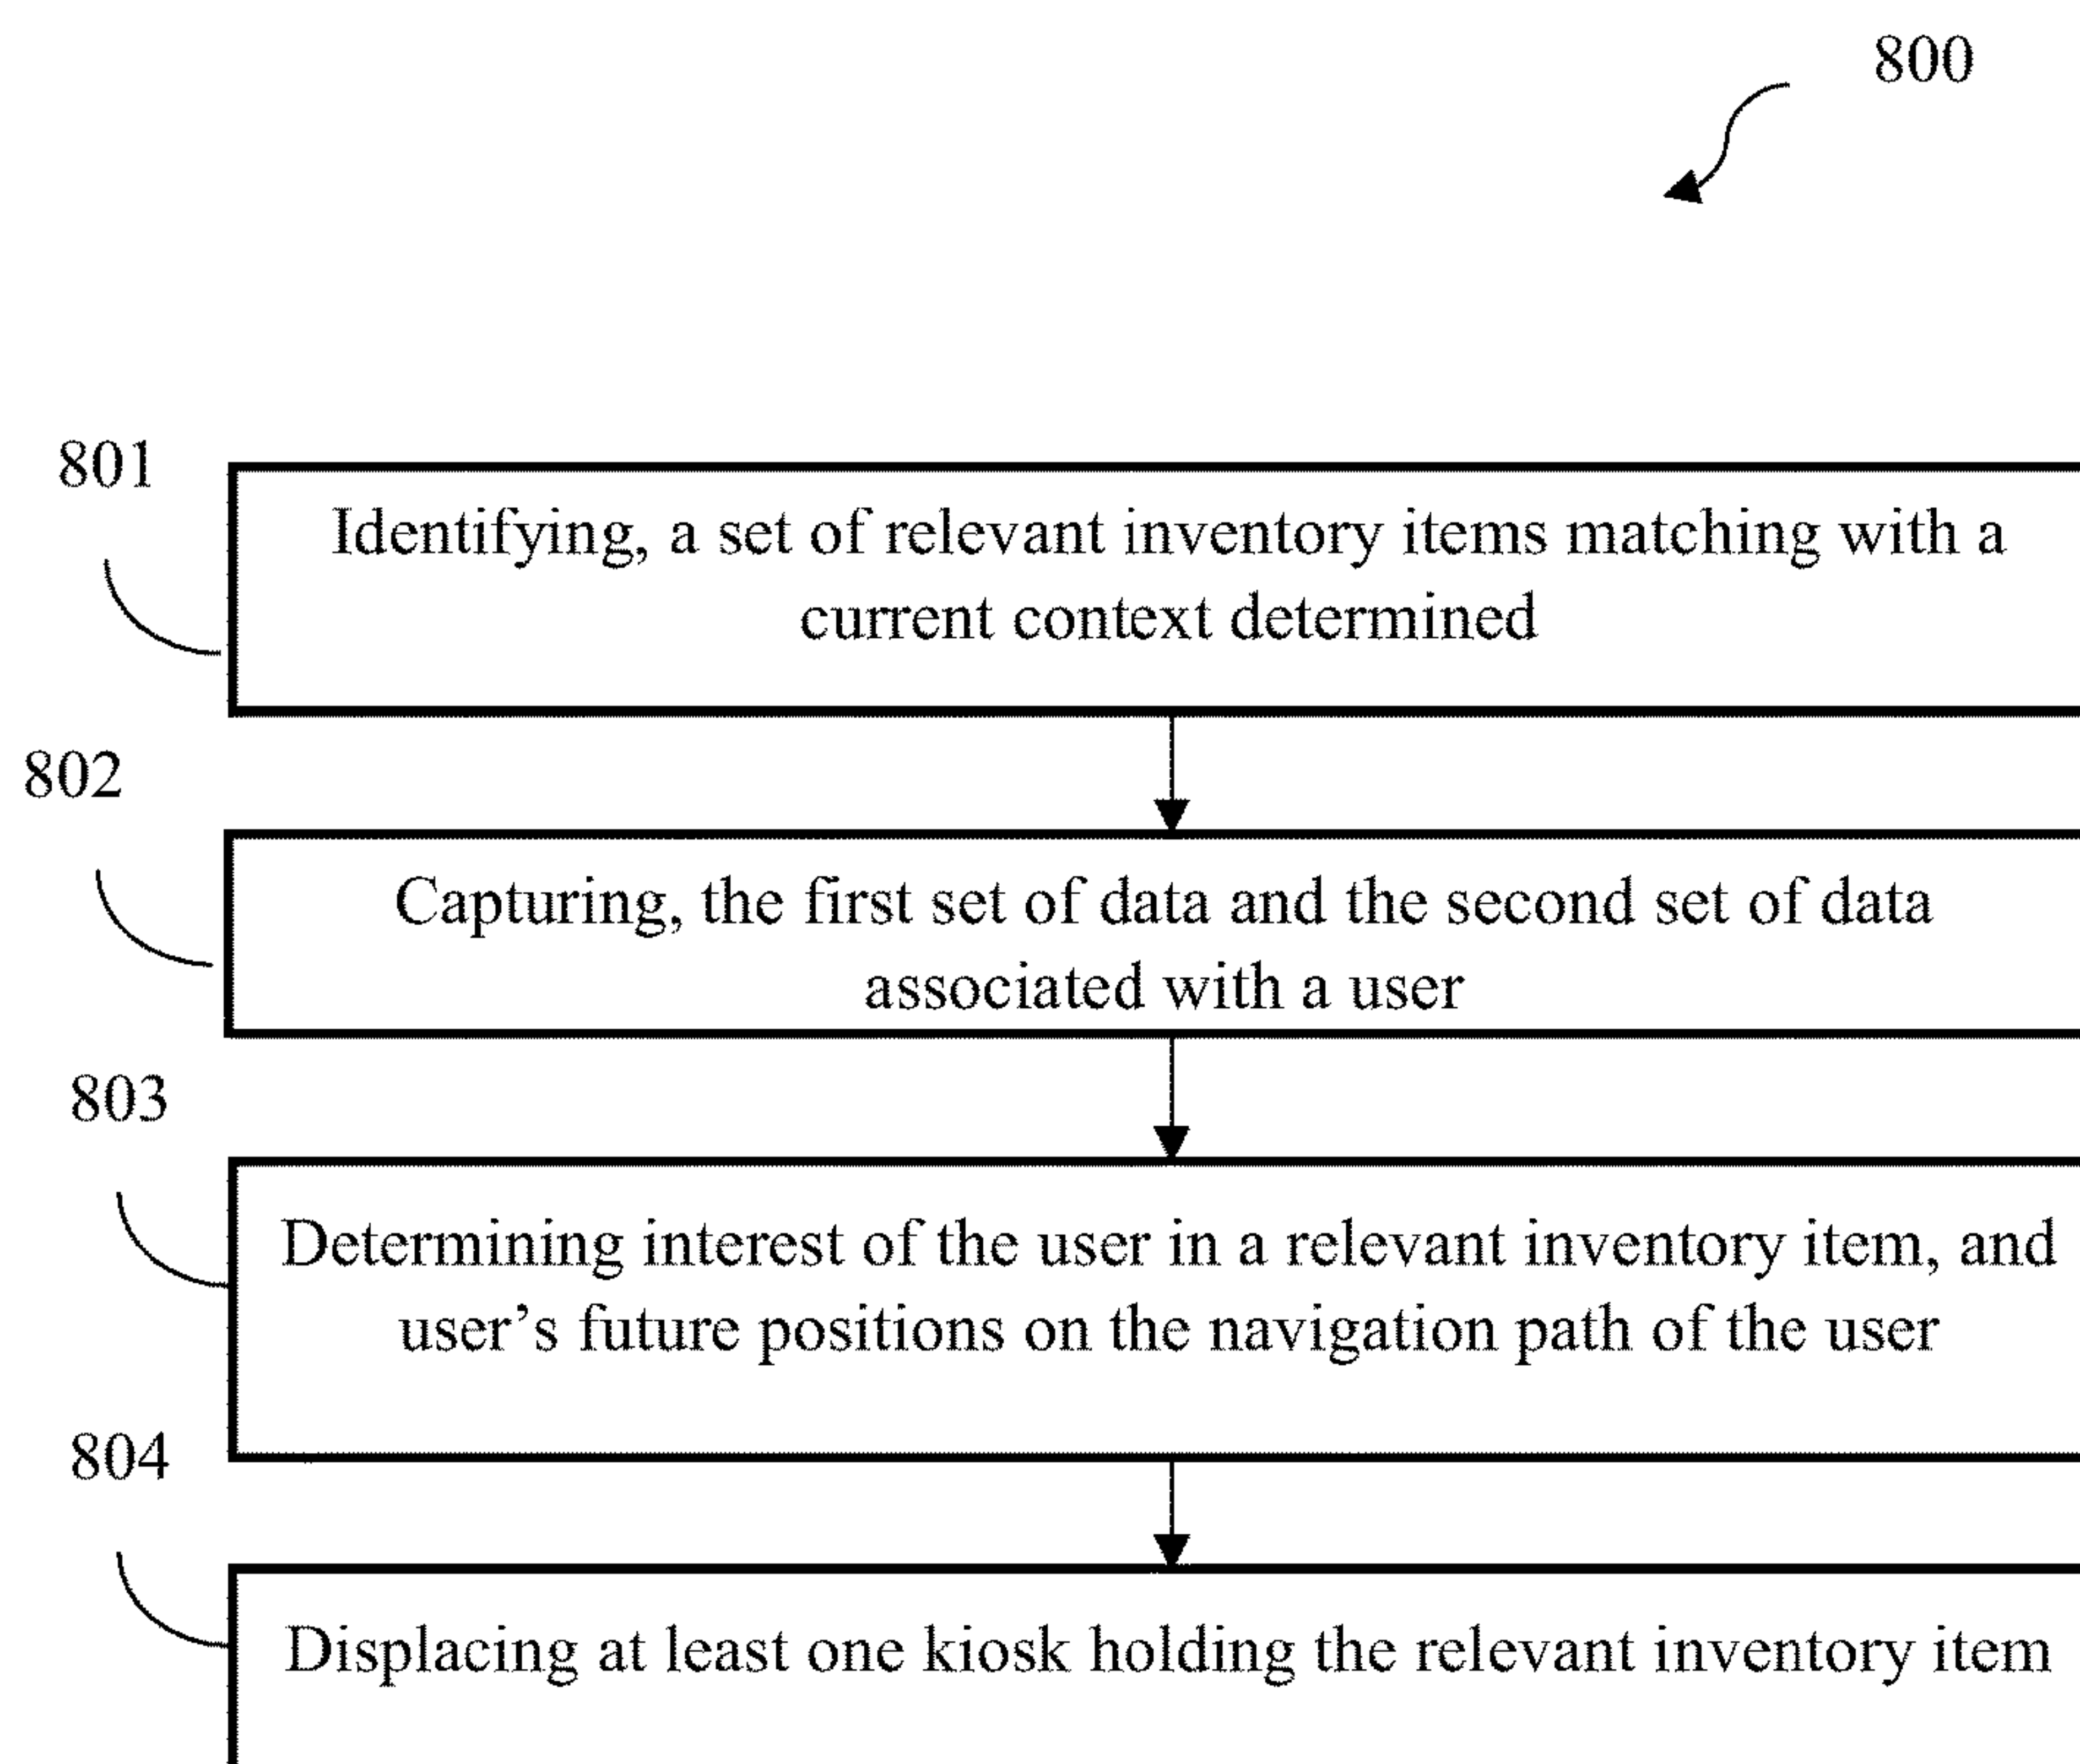 800
801
Identifying, a set of relevant inventory items matching with a
current context determined
802
Capturing, the first set of data and the second set of data
associated with a user
803
Determining interest of the user in a relevant inventory item, and
user’s future positions on the navigation path of the user
804
Displacing at least one kiosk holding the relevant inventory item